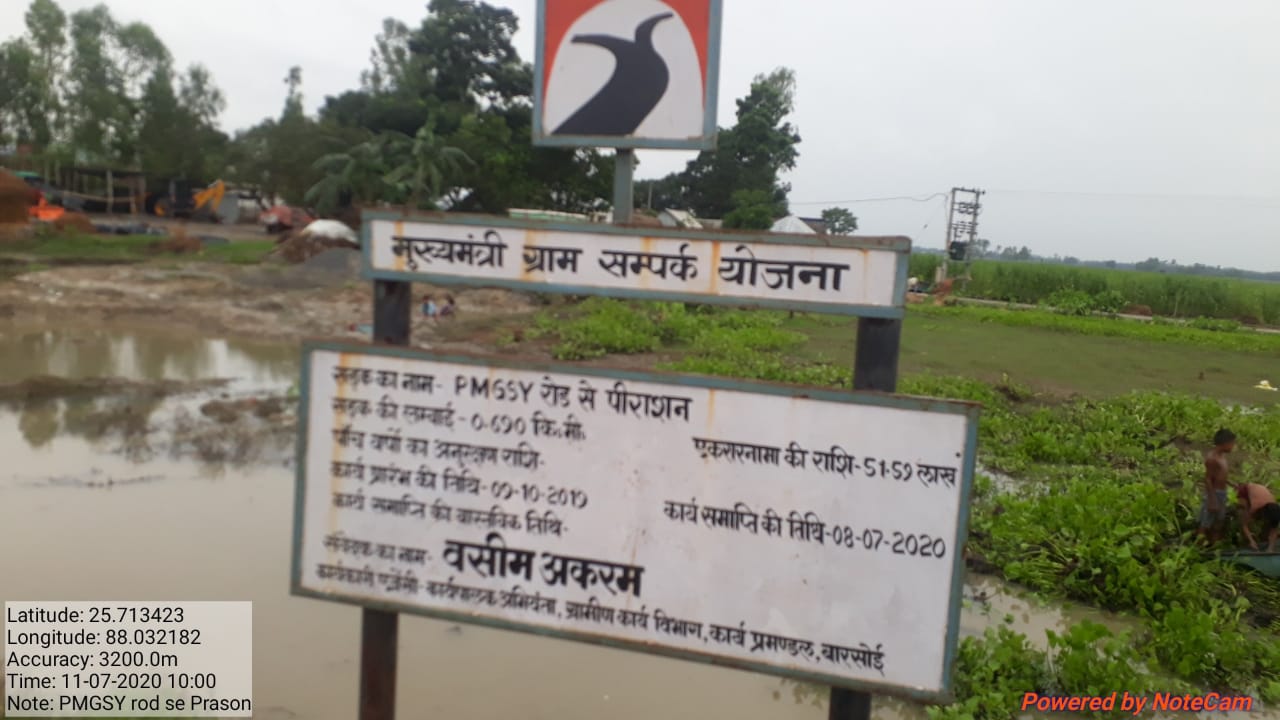 मुख्यमंत्री ग्राम सम्पर्क योजना
सड़क का नाम- PMGSY रोड से पीराशन
सड़क की लम्बाई- 0.690 कि.मी.
एकरारनामा की राशि-51.59 लाख
पाँच वर्षों का अनुरक्षण राशि-
कार्य प्रारंभ की तिथि-09-10-2019
कार्य समाप्ति की तिथि-08-07-2020
कार्य समाप्ति की वास्तविक तिथि-
संवेदक का नाम- वसीम अकरम
कार्यकारी एजेंसी- कार्यपालक अभियंता, ग्रामीण कार्य विभाग, कार्य प्रमण्डल, बारसोई
Latitude: 25.713423
Longitude: 88.032182
Accuracy: 3200.0m
Time: 11-07-2020 10:00
Note: PMGSY rod se Prason
Powered by NoteCam